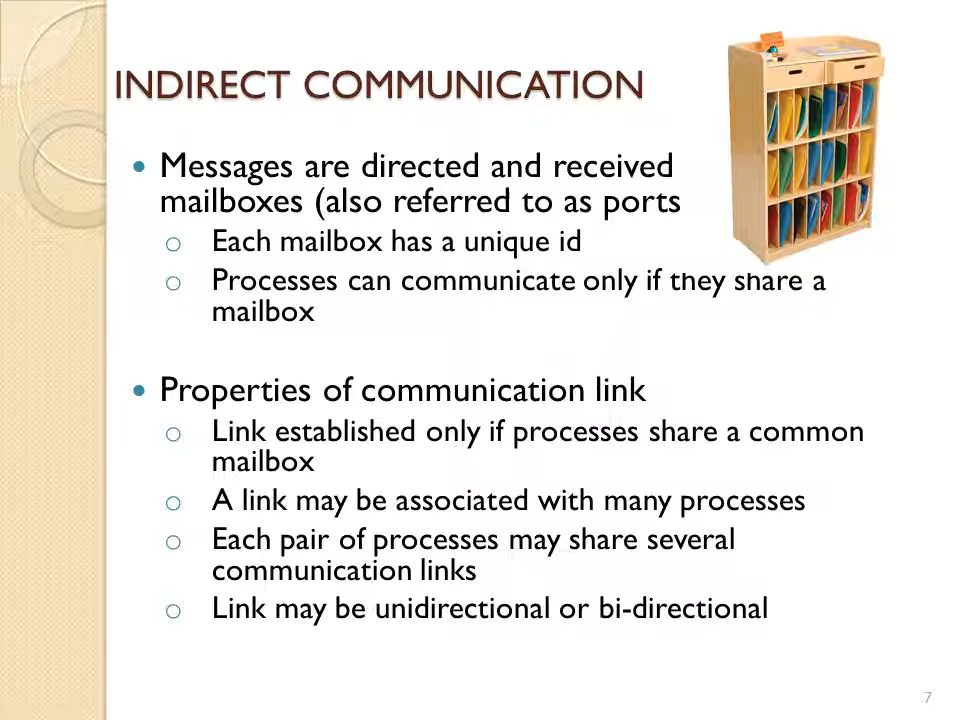 INDIRECT COMMUNICATION
Messages are directed and received
mailboxes (also referred to as ports
Each mailbox has a unique id
Processes can communicate only if they share a
mailbox
Properties of communication link
Link established only if processes share a common
mailbox
A link may be associated with many processes
Each pair of processes may share several
communication links
Link may be unidirectional or bi-directional
7